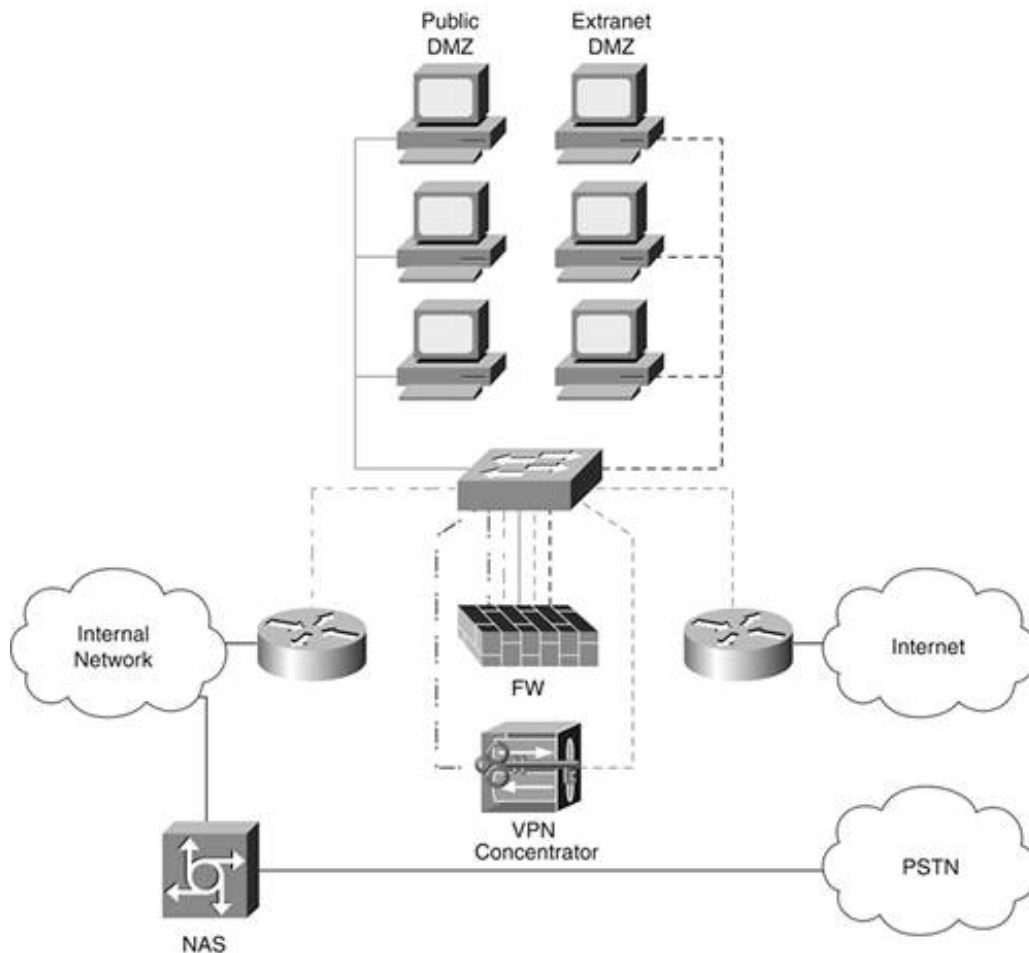 Public
DMZ
Extranet
DMZ
Internal
Network
FW
Internet
VPN
Concentrator
PSTN
NAS